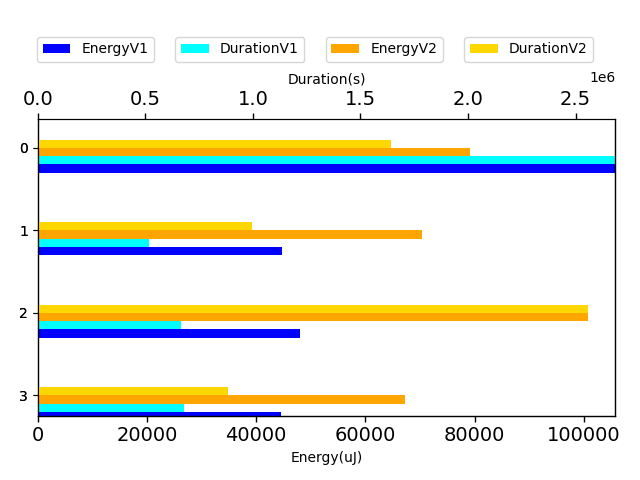 EnergyV1 DurationV1 EnergyV2 DurationV2
Duration(s)
1e6
0.0 0.5 1.0 1.5 2.0 2.5
0
1
2
3
0 20000 40000 60000 80000 100000
Energy(uJ)